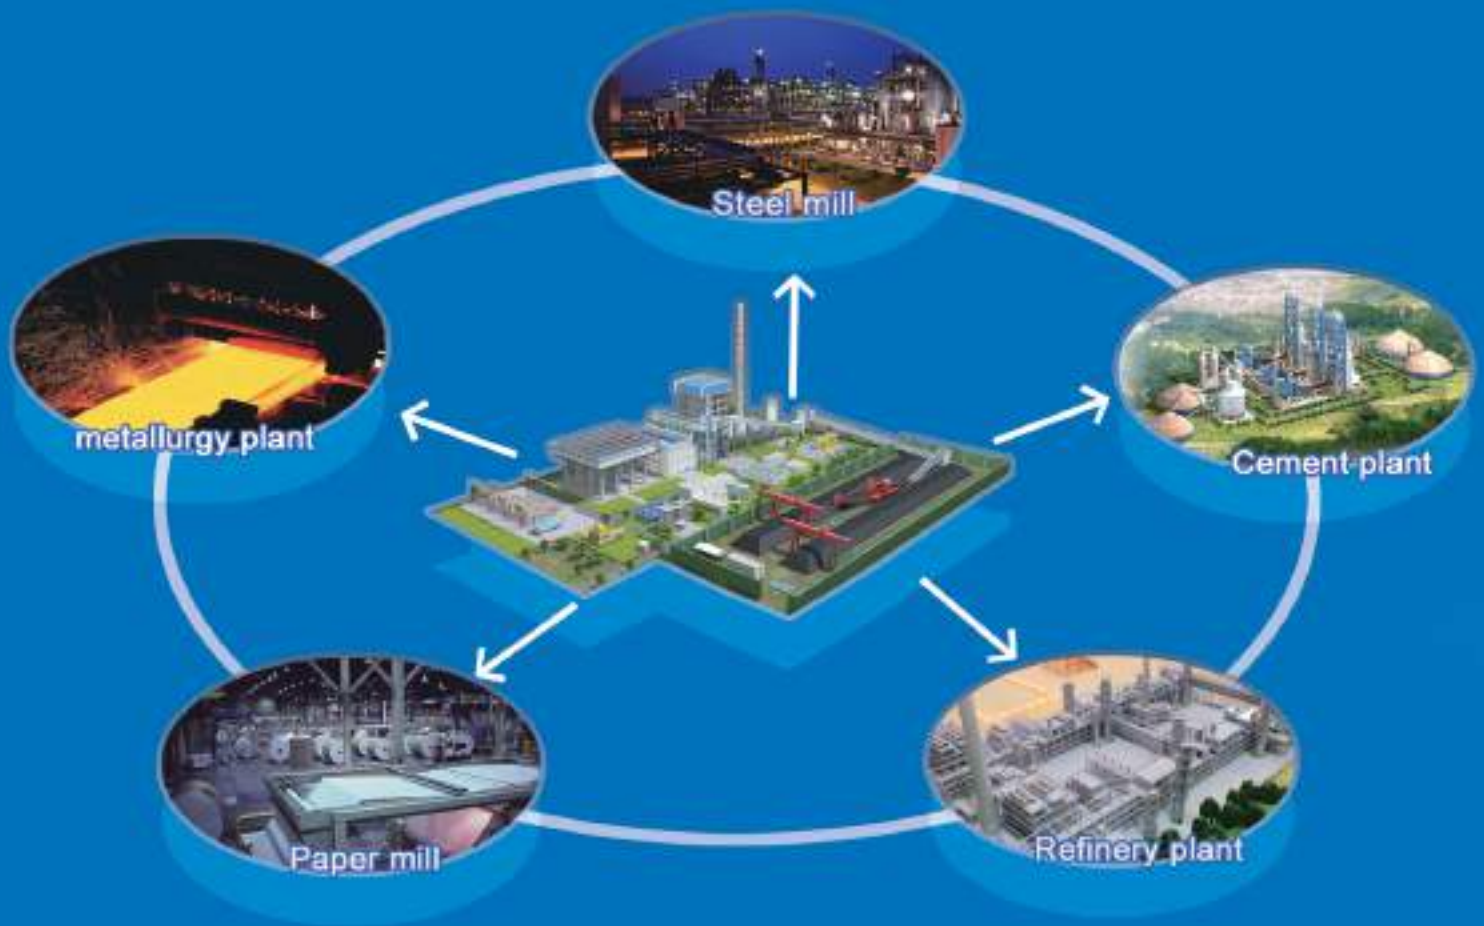 Steel mill
metallurgy plant
Cement plant
Paper mill
Refinery plant